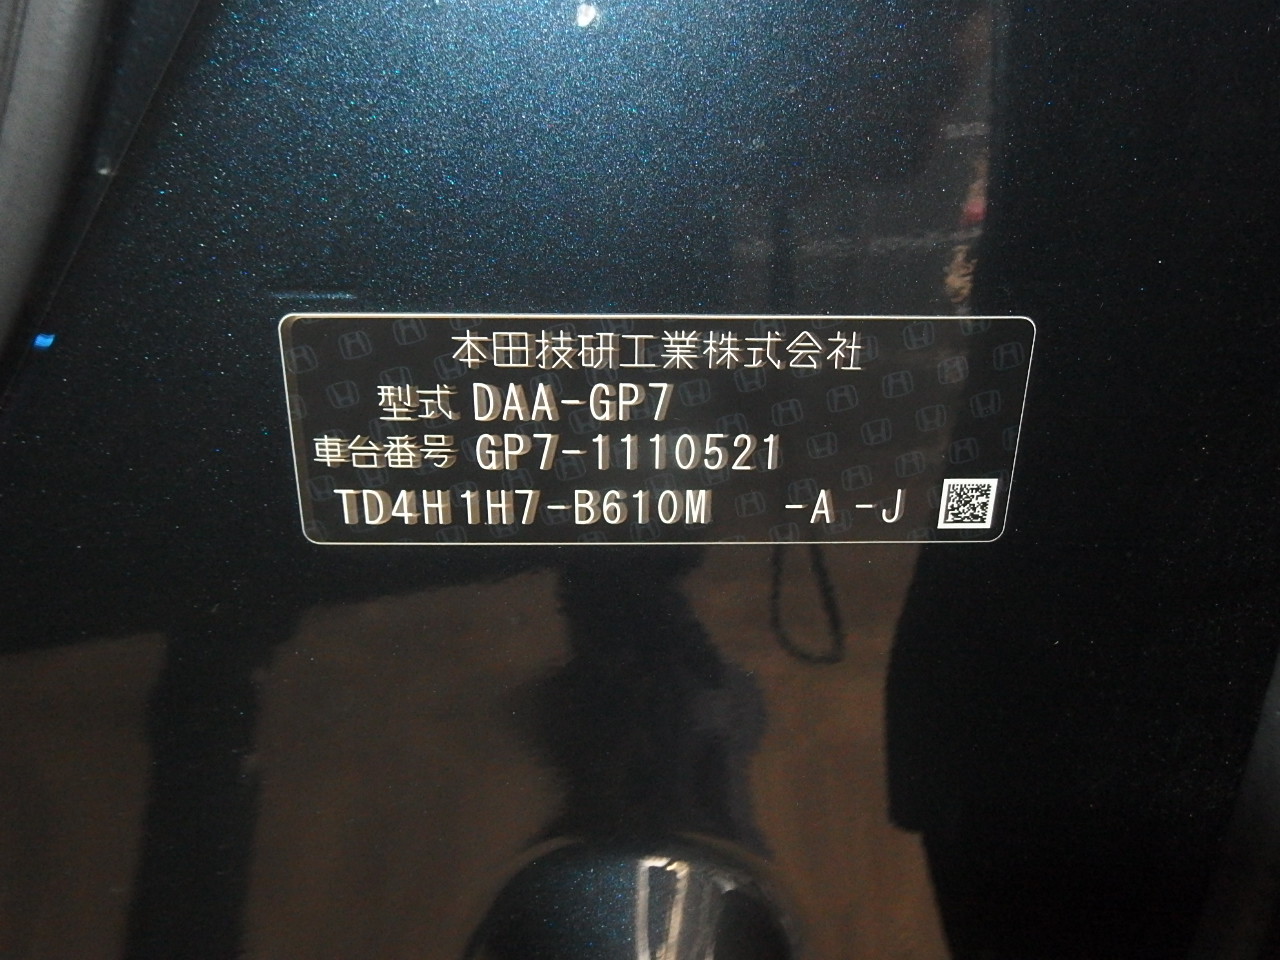 本田技研工業株式会社
型式 DAA-GP7
車台番号 GP7-1110521
TD4H1H7-B610M -A -J